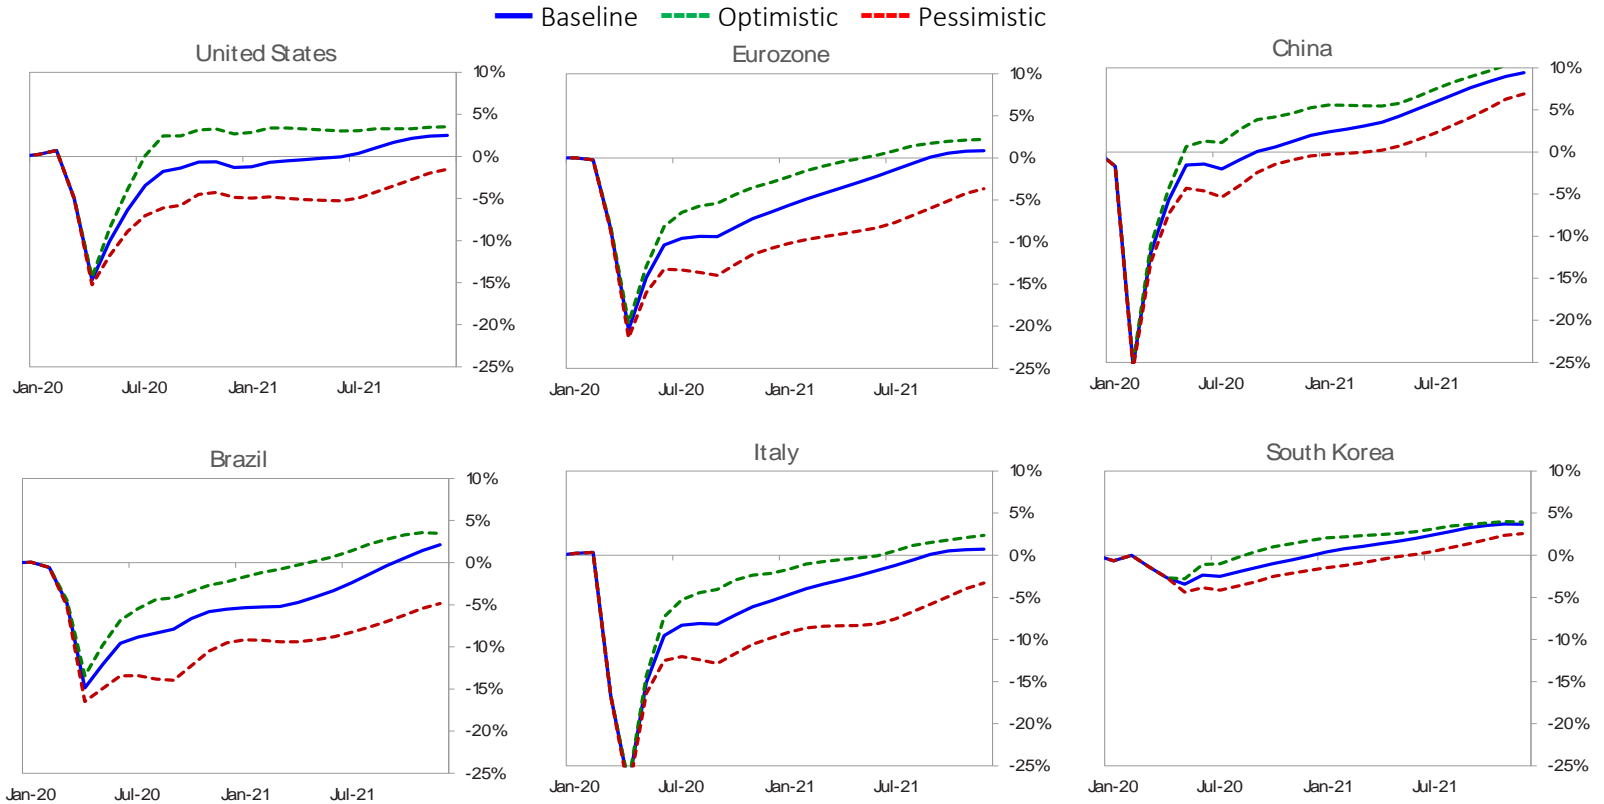 Baseline Optimistic Pessimistic
United States Eurozone China
10% 10% 10%
5% 5% 5%
0% 0% 0%
-5% -5% -5%
-10% -10% -10%
-15% -15% -15%
-20% -20% -20%
-25% -25% -25%
Jan-20 Jul-20 Jan-21 Jul-21 Jan-20 Jul-20 Jan-21 Jul-21 Jan-20 Jul-20 Jan-21 Jul-21
Brazil Italy South Korea
10% 10% 10%
5% 5% 5%
0% 0% 0%
-5% -5% -5%
-10% -10% -10%
-15% -15% -15%
-20% -20% -20%
-25% -25% -25%
Jan-20 Jul-20 Jan-21 Jul-21 Jan-20 Jul-20 Jan-21 Jul-21 Jan-20 Jul-20 Jan-21 Jul-21